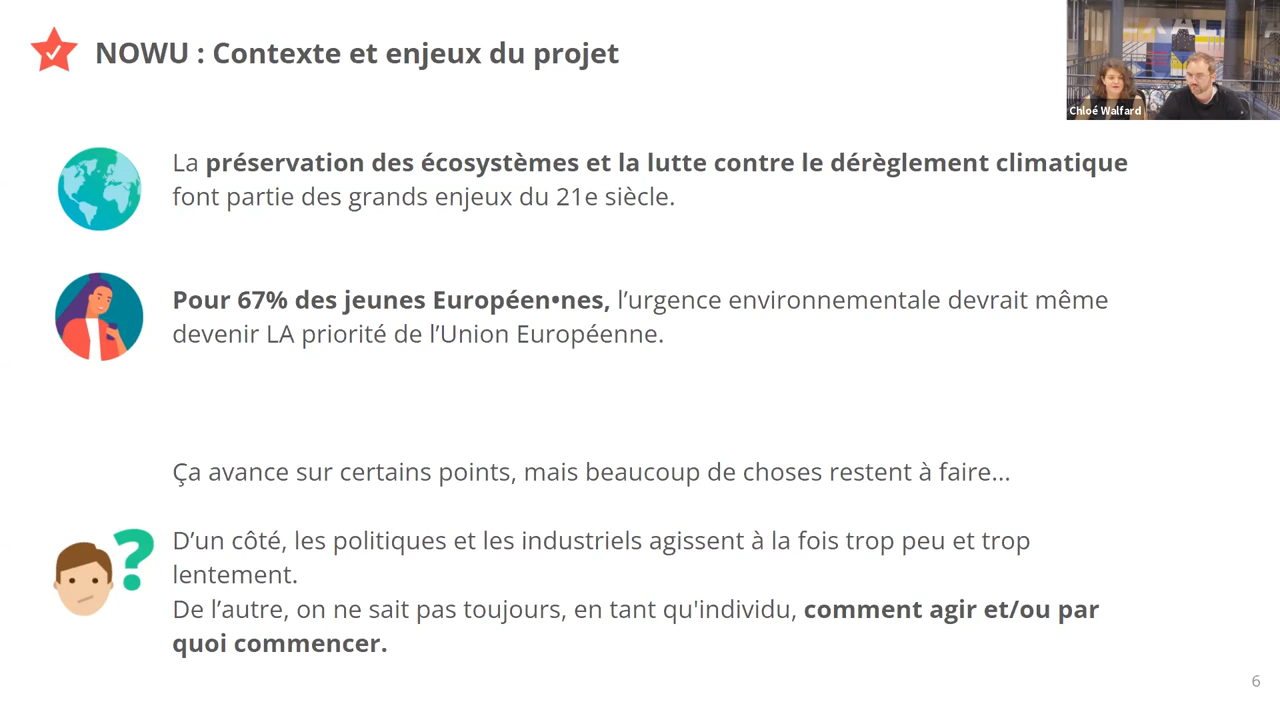 NOWU : Contexte et enjeux du projet
Chloé Walfard
La préservation des écosystèmes et la lutte contre le dérèglement climatique
font partie des grands enjeux du 21e siècle.
Pour 67% des jeunes Européen•nes, l’urgence environnementale devrait même
devenir LA priorité de l’Union Européenne.
Ça avance sur certains points, mais beaucoup de choses restent à faire...
D’un côté, les politiques et les industriels agissent à la fois trop peu et trop
lentement.
De l’autre, on ne sait pas toujours, en tant qu'individu, comment agir et/ou par
quoi commencer.
6